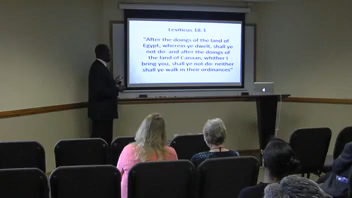 Leviticus 18:3
"After the doings of the land of
Egypt, wherein ye dwelt, shall ye
not do: and after the doings of
the land of Canaan, whither I
bring you, shall ye not do: neither
shall ye walk in their ordinances"